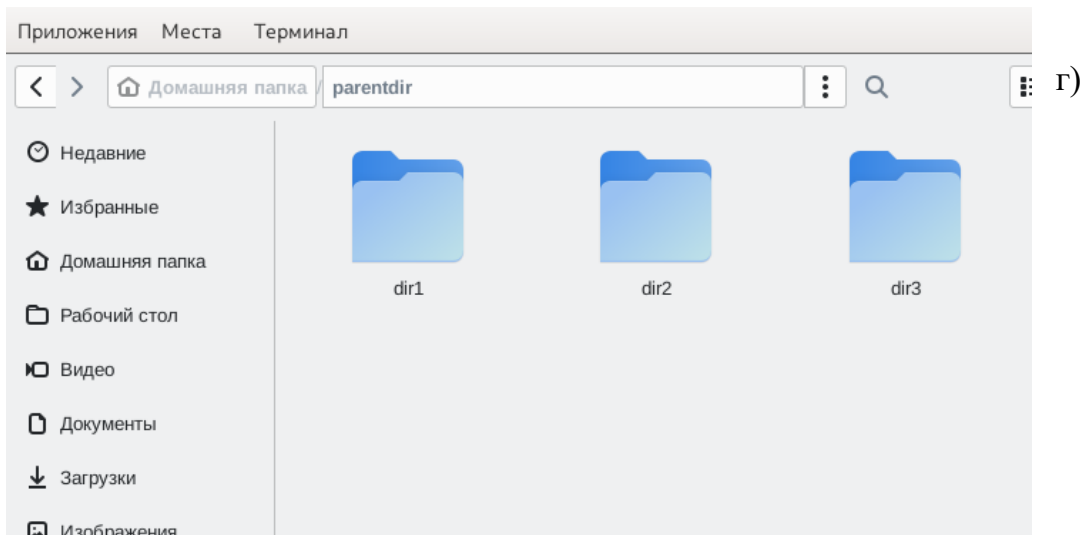 Приложения Места Терминал
Домашняя папка / parentdir
г)
Недавние
Избранные
Домашняя папка
Рабочий стол
Видео
Документы
Загрузки
Изображения
dir1 dir2 dir3